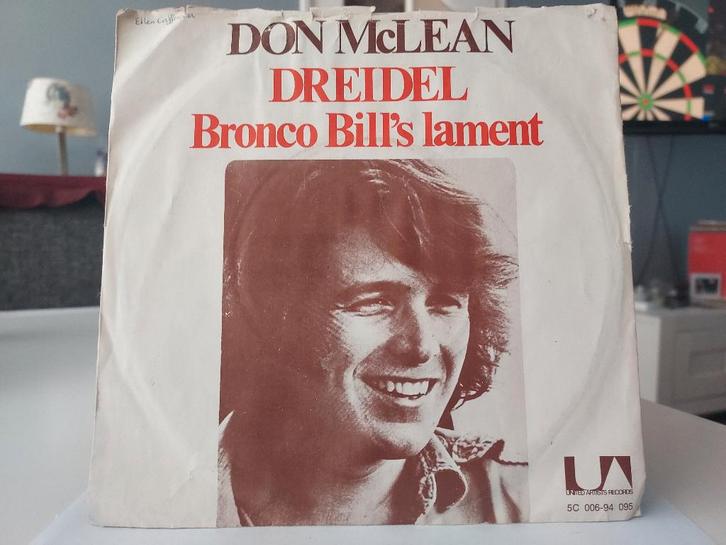 DON McLEAN
DREIDEL
Bronco Bill's lament
UA
UNITED ARTISTS RECORDS
5C 006-94 095